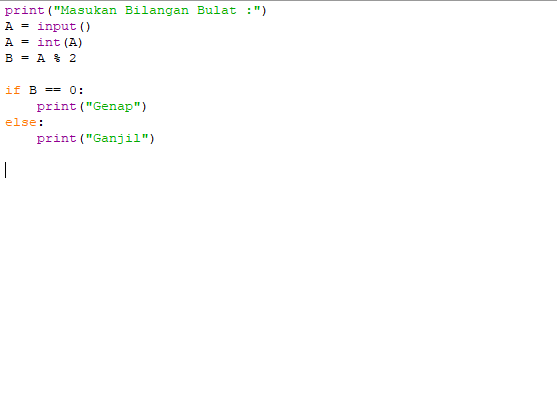 print("Masukan Bilangan Bulat :")
A = input()
A = int(A)
B = A % 2

if B == 0:
    print("Genap")
else:
    print("Ganjil")